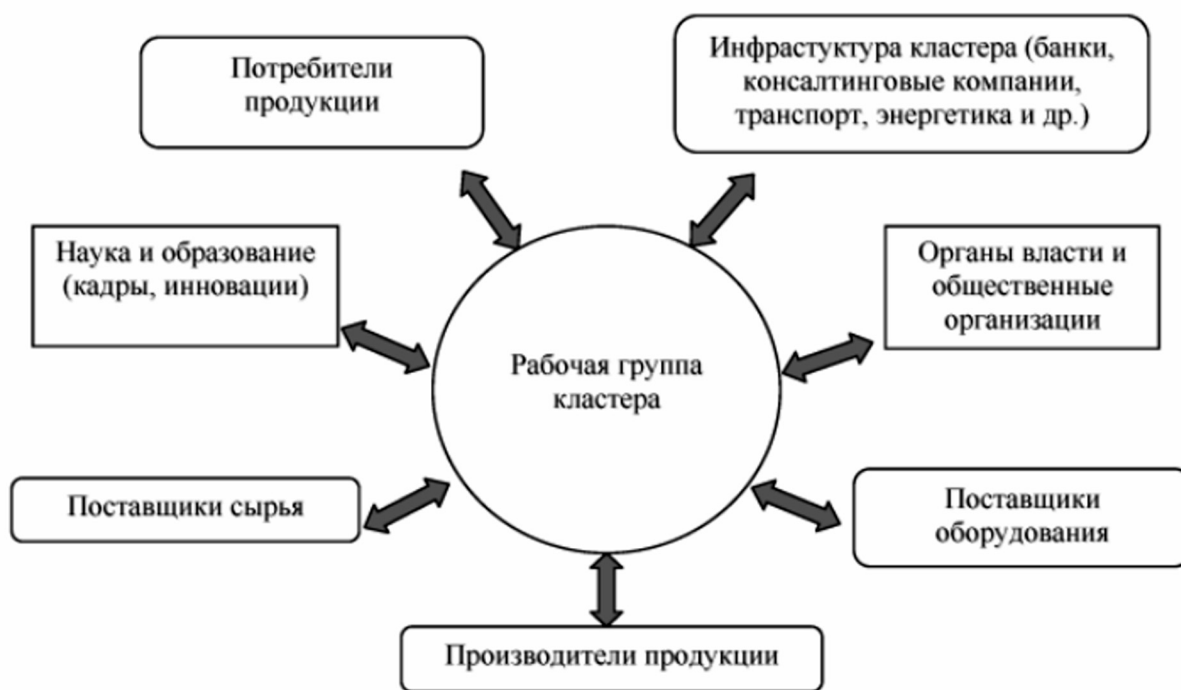 Потребители
продукции
Инфрастуктура кластера (банки,
консалтинговые компании,
транспорт, энергетика и др.)
Наука и образование
(кадры, инновации)
Органы власти и
общественные
организации
Рабочая группа
кластера
Поставщики сырья
Поставщики
оборудования
Производители продукции